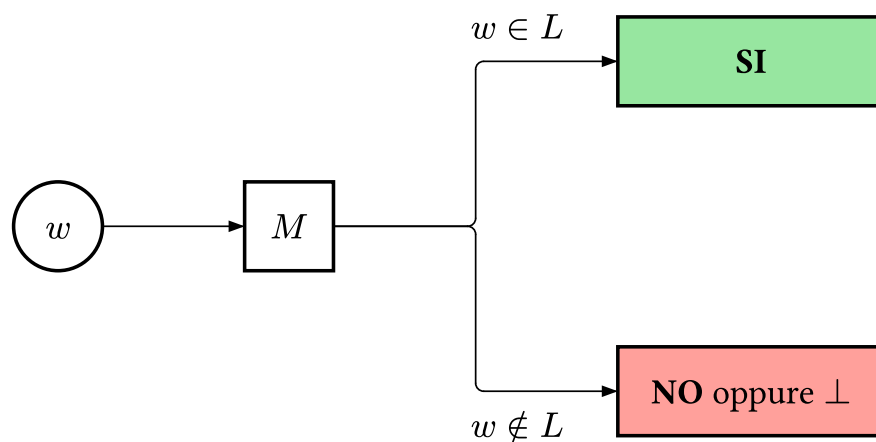 w ∈ L
SI
w
M
NO oppure ⊥
w ∉ L